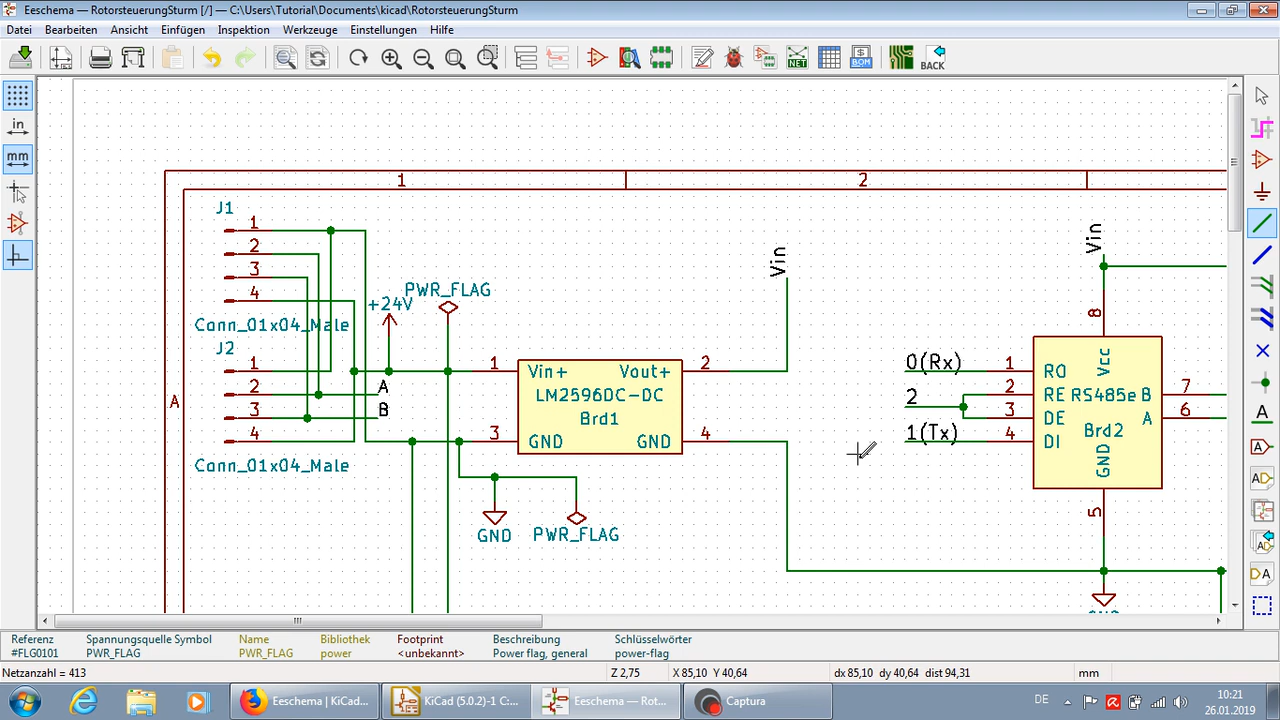 Eeschema — RotorsteuerungSturm [/] — C:\Users\Tutorial\Documents\kicad\RotorsteuerungSturm
Datei Bearbeiten Ansicht Einfügen Inspektion Werkzeuge Einstellungen Hilfe
NET
BOM
BACK
in
mm
1
2
A
J1
1
2
3
4
Conn_01x04_Male
J2
1
2
3
4
Conn_01x04_Male
+24V
PWR_FLAG
A
B
1
3
Vin+
Vout+
LM2596DC-DC
Brd1
GND
GND
2
4
Vin
GND
PWR_FLAG
0(Rx)
2
1(Tx)
Vin
8
1
2
3
4
RO
RE
DE
DI
Vcc
RS485e
B
A
Brd2
GND
7
6
5
Referenz Spannungsquelle Symbol Name Bibliothek Footprint Beschreibung Schlüsselwörter
#FLG0101 PWR_FLAG PWR_FLAG power <unbekannt> Power flag, general power-flag
Netzanzahl = 413 Z 2,75 X 85,10 Y 40,64 dx 85,10 dy 40,64 dist 94,31 mm
Eeschema | KiCad... KiCad (5.0.2)-1 C:... Eeschema — Rot... Captura DE 10:21
26.01.2019